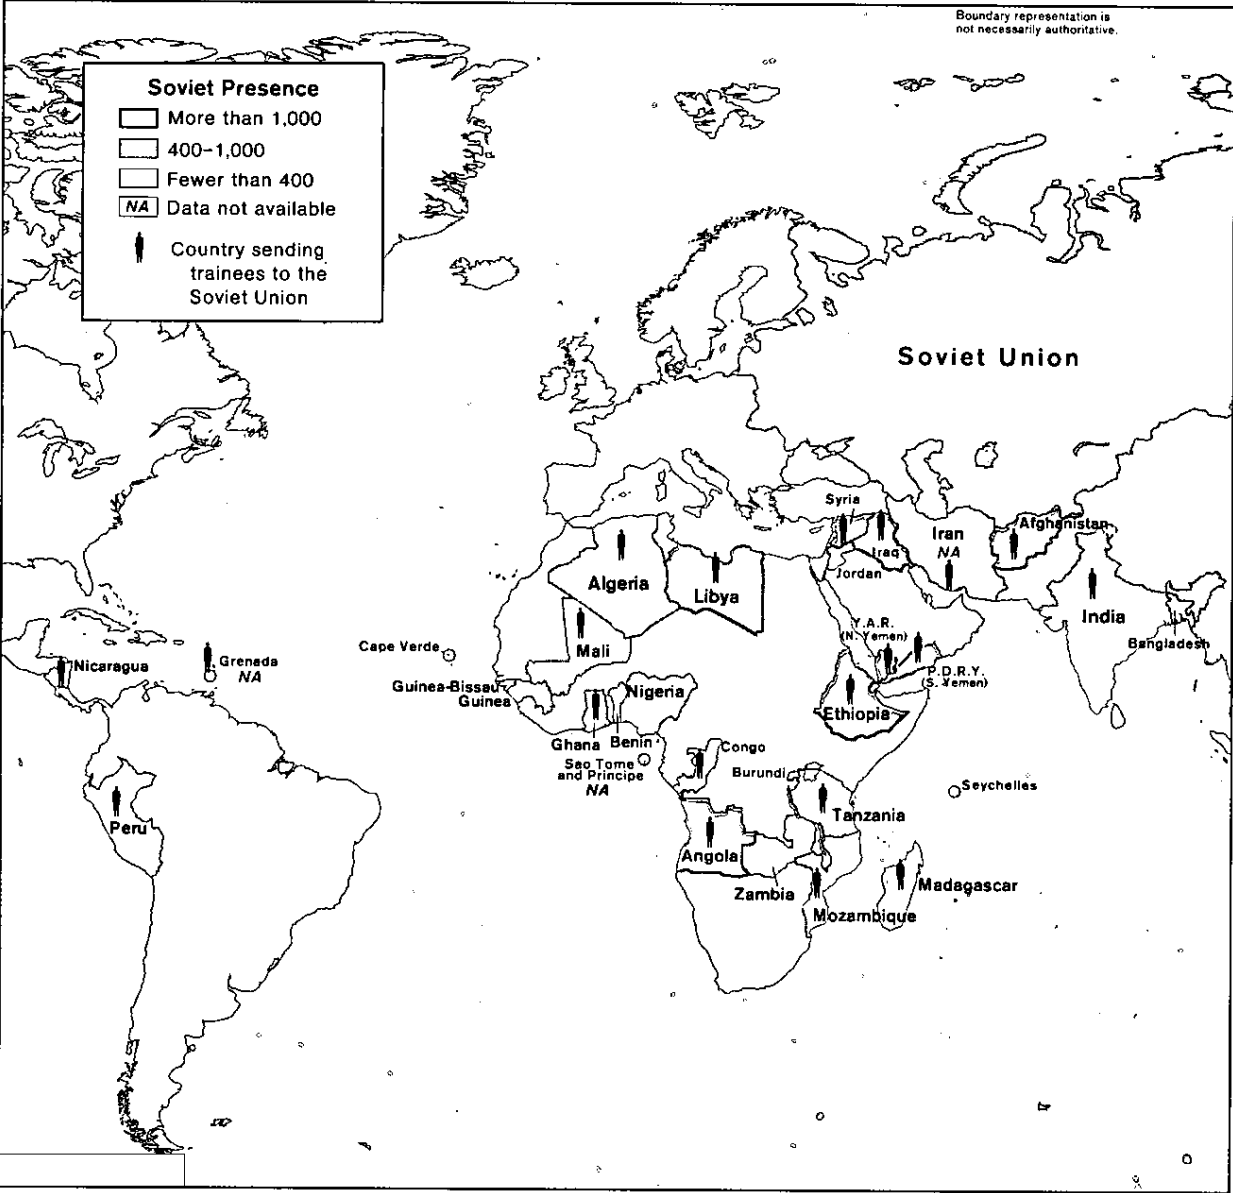 Boundary representation is
not necessarily authoritative.
Soviet Presence
More than 1,000
400-1,000
Fewer than 400
NA Data not available
Country sending
trainees to the
Soviet Union
Soviet Union
Syria
Afghanistan
Iran
NA
Iraq
Jordan
Algeria
Libya
India
Y.A.R.
(N. Yemen)
Bangladesh
Cape Verde
Mali
Nicaragua
Grenada
NA
P.D.R.Y.
(S. Yemen)
Guinea-Bissau
Guinea
Nigeria
Ethiopia
Ghana
Benin
Congo
Sao Tome
and Principe
NA
Burundi
Seychelles
Tanzania
Peru
Angola
Zambia
Madagascar
Mozambique